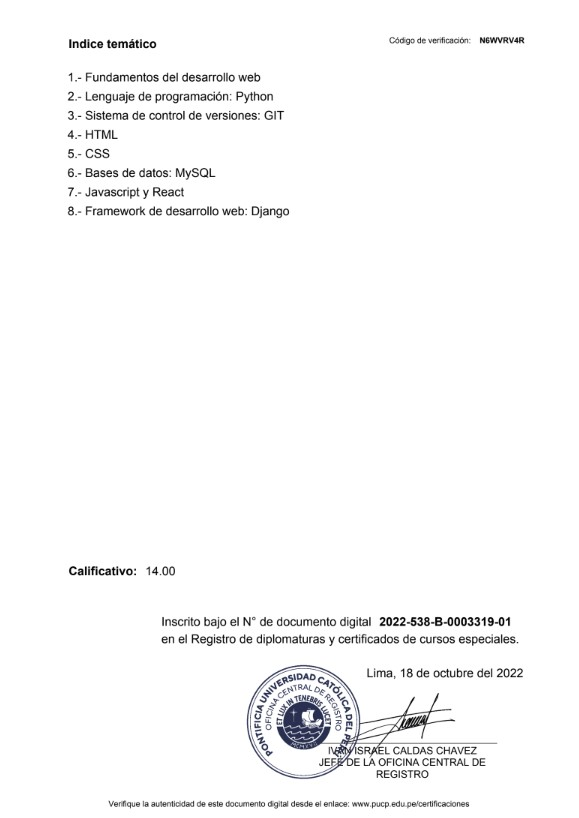 Indice temático
Código de verificación: N6WVRV4R
1.- Fundamentos del desarrollo web
2.- Lenguaje de programación: Python
3.- Sistema de control de versiones: GIT
4.- HTML
5.- CSS
6.- Bases de datos: MySQL
7.- Javascript y React
8.- Framework de desarrollo web: Django
Calificativo: 14.00
Inscrito bajo el N° de documento digital 2022-538-B-0003319-01
en el Registro de diplomaturas y certificados de cursos especiales.
Lima, 18 de octubre del 2022
PONTIFICIA UNIVERSIDAD CATÓLICA DEL PERÚ
OFICINA CENTRAL DE REGISTRO
ET LUX IN TENEBRIS LUCET
MCMXVII
IVAN ISRAEL CALDAS CHAVEZ
JEFE DE LA OFICINA CENTRAL DE
REGISTRO
Verifique la autenticidad de este documento digital desde el enlace: www.pucp.edu.pe/certificaciones